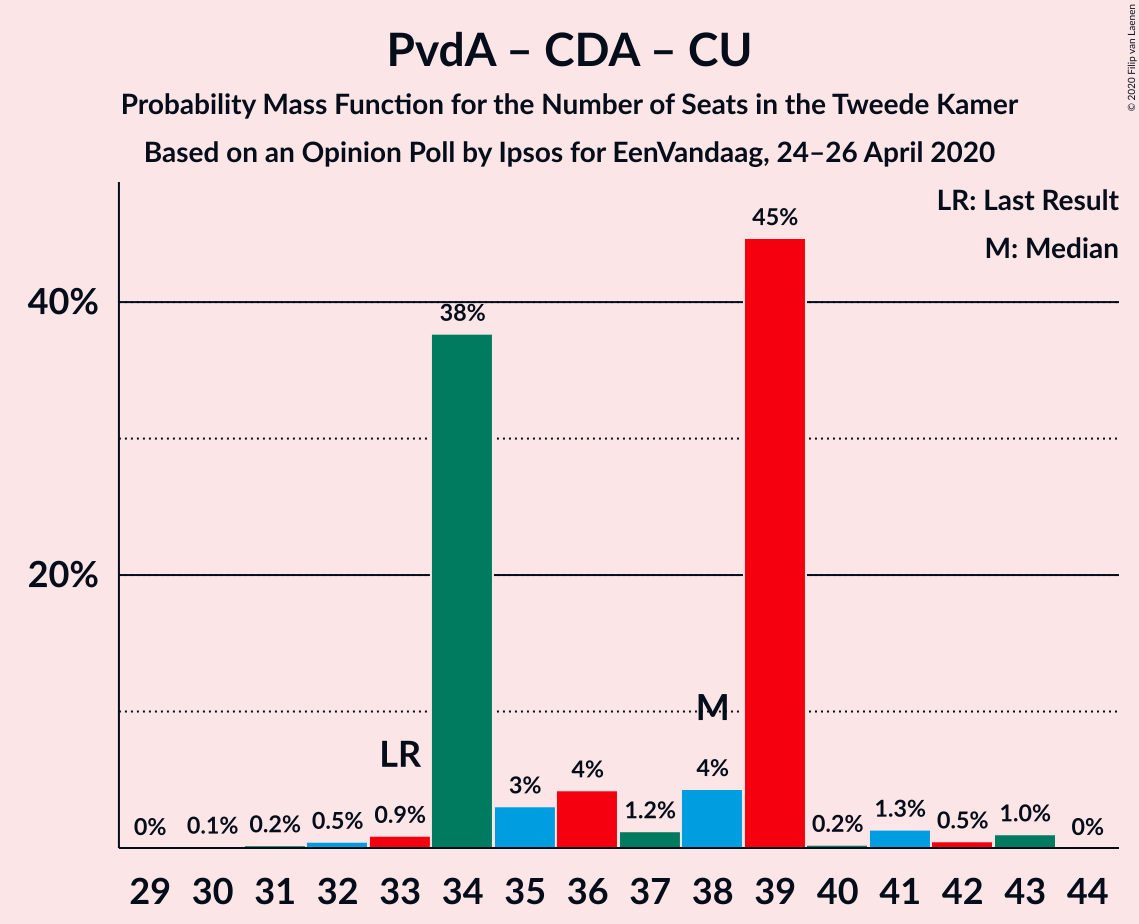 PvdA – CDA – CU
Probability Mass Function for the Number of Seats in the Tweede Kamer
Based on an Opinion Poll by Ipsos for EenVandaag, 24–26 April 2020
© 2020 Filip van Laenen
LR: Last Result
M: Median
40%
20%
0%
0.1%
0.2%
0.5%
0.9%
38%
3%
4%
1.2%
4%
45%
0.2%
1.3%
0.5%
1.0%
0%
LR
M
29 30 31 32 33 34 35 36 37 38 39 40 41 42 43 44